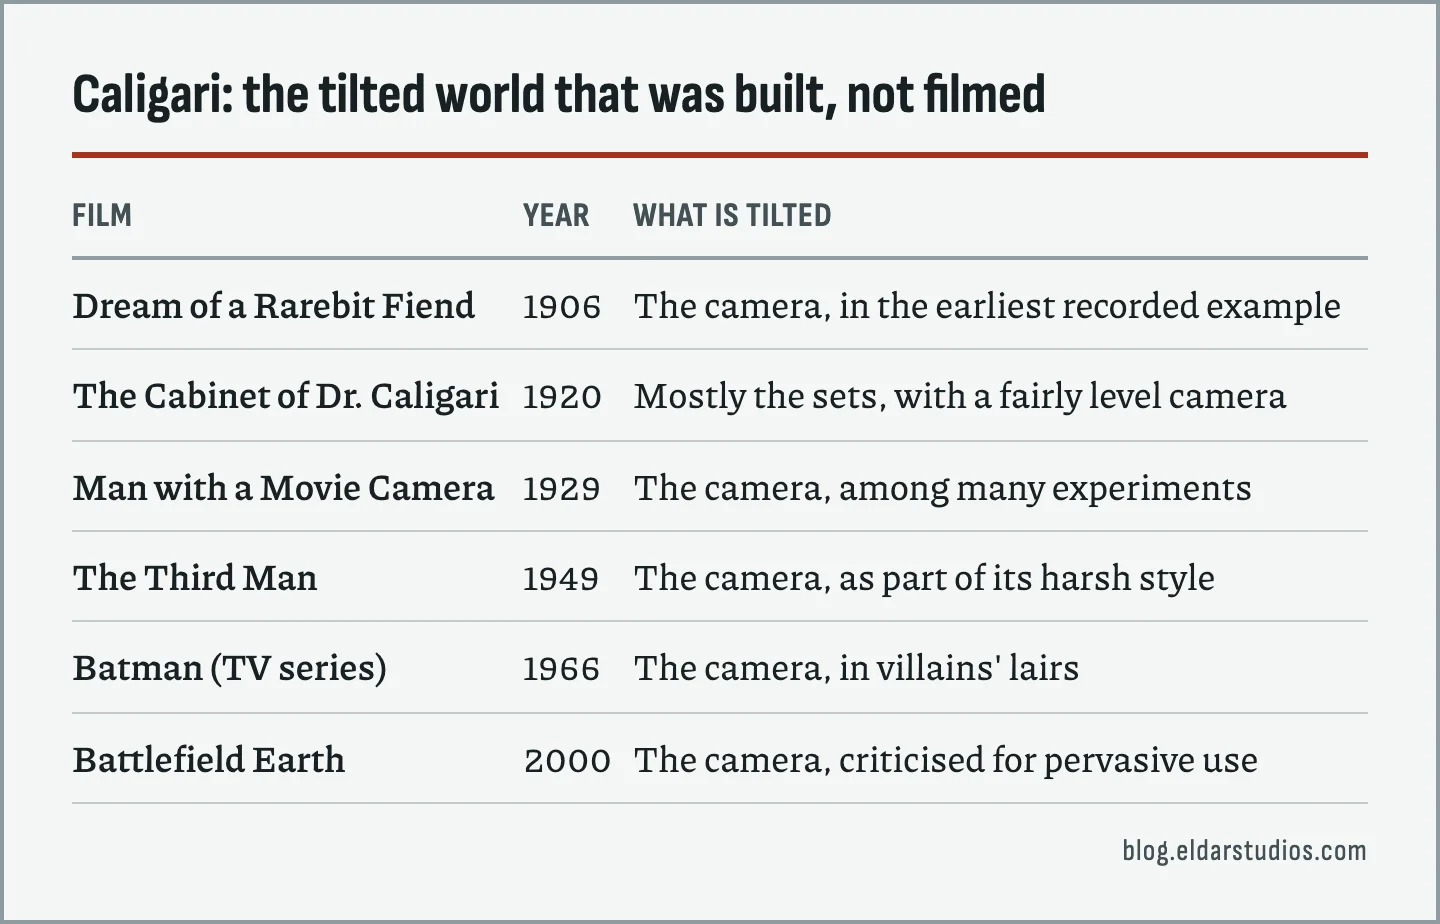 Caligari: the tilted world that was built, not filmed
FILM YEAR WHAT IS TILTED
Dream of a Rarebit Fiend 1906 The camera, in the earliest recorded example
The Cabinet of Dr. Caligari 1920 Mostly the sets, with a fairly level camera
Man with a Movie Camera 1929 The camera, among many experiments
The Third Man 1949 The camera, as part of its harsh style
Batman (TV series) 1966 The camera, in villains' lairs
Battlefield Earth 2000 The camera, criticised for pervasive use
blog.eldarstudios.com